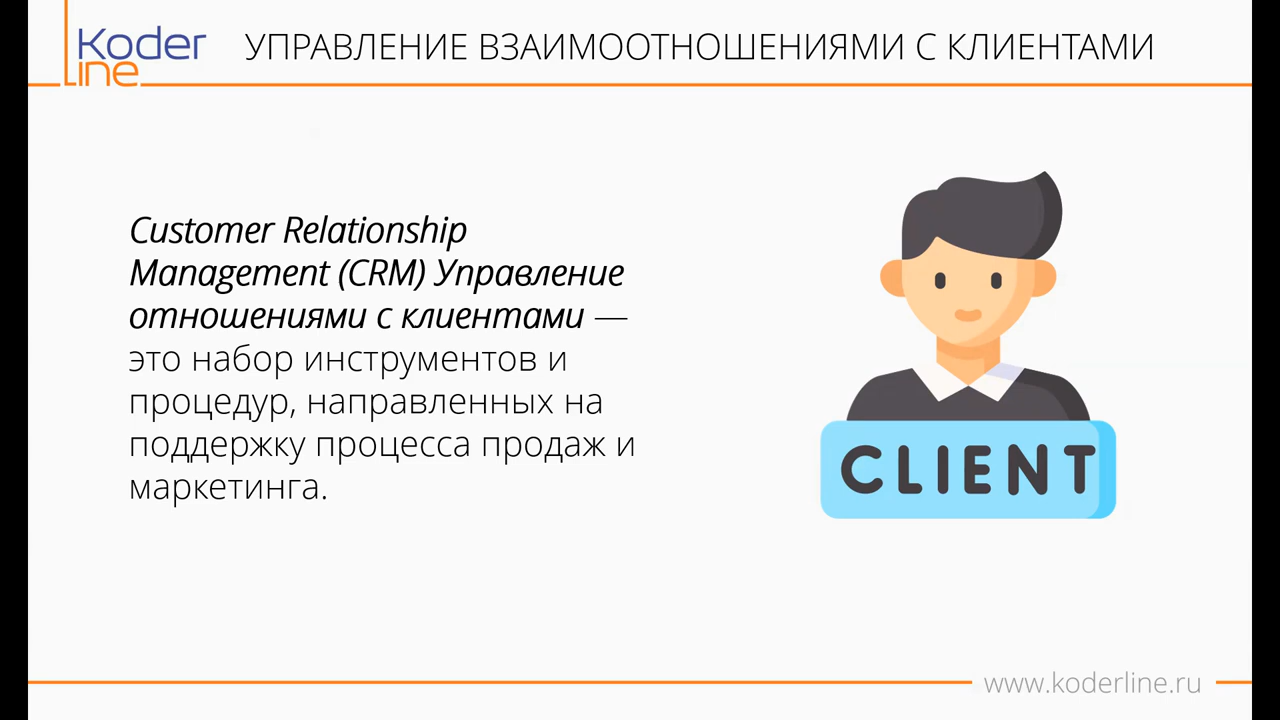 Koder
line
УПРАВЛЕНИЕ ВЗАИМООТНОШЕНИЯМИ С КЛИЕНТАМИ
Customer Relationship
Management (CRM) Управление
отношениями с клиентами —
это набор инструментов и
процедур, направленных на
поддержку процесса продаж и
маркетинга.
CLIENT
www.koderline.ru